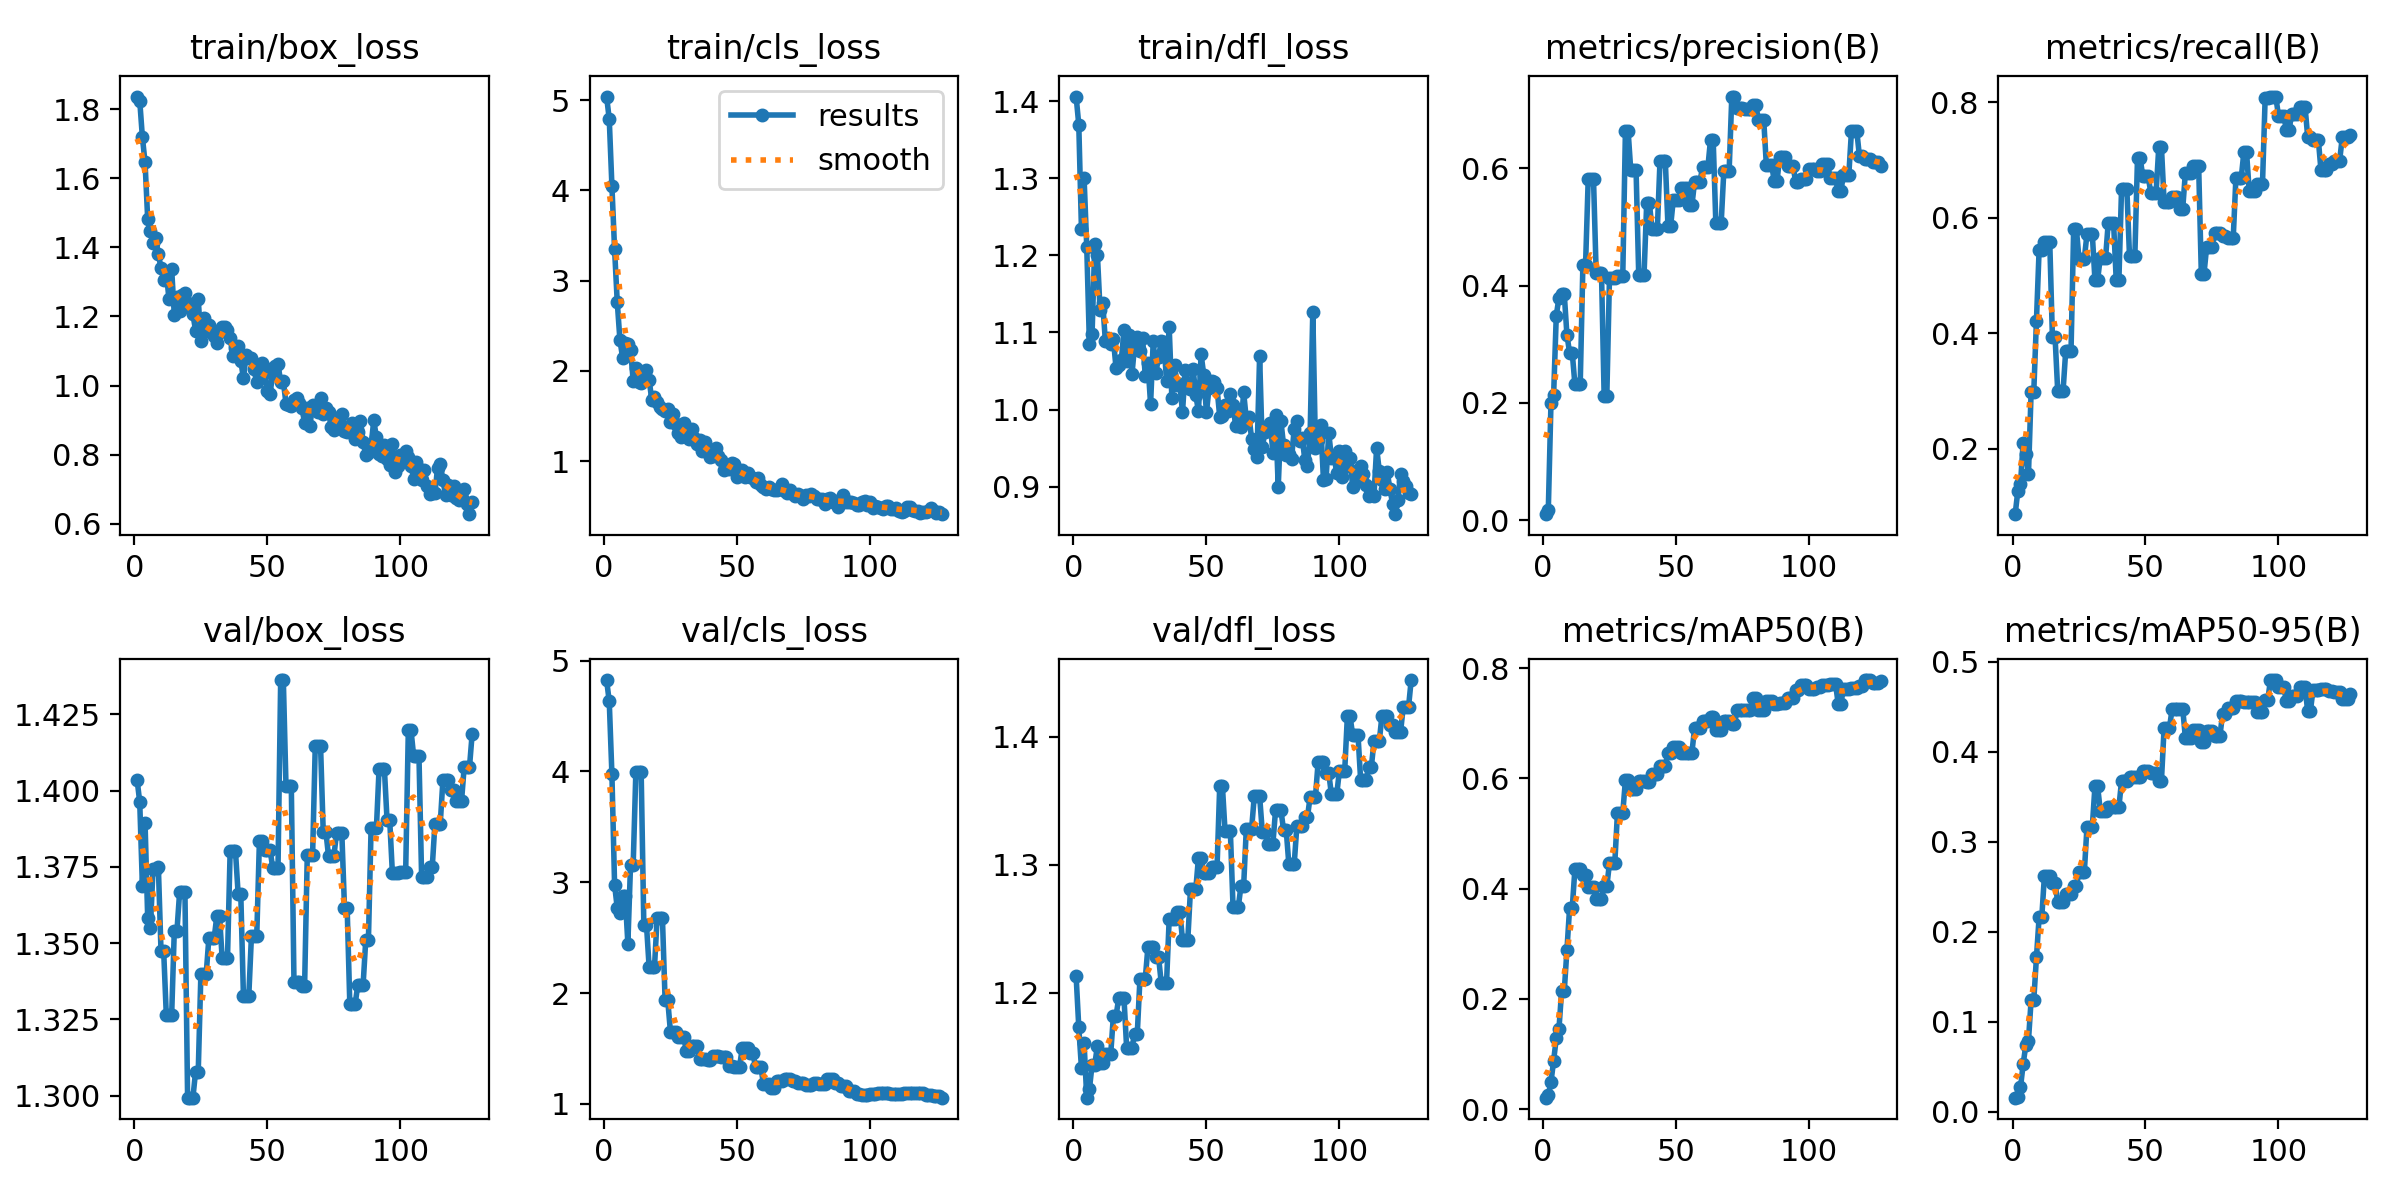 train/box_loss
1.8
1.6
1.4
1.2
1.0
0.8
0.6
0 50 100
train/cls_loss
results
smooth
5
4
3
2
1
0 50 100
train/dfl_loss
1.4
1.3
1.2
1.1
1.0
0.9
0 50 100
metrics/precision(B)
0.6
0.4
0.2
0.0
0 50 100
metrics/recall(B)
0.8
0.6
0.4
0.2
0 50 100
val/box_loss
1.425
1.400
1.375
1.350
1.325
1.300
0 50 100
val/cls_loss
5
4
3
2
1
0 50 100
val/dfl_loss
1.4
1.3
1.2
0 50 100
metrics/mAP50(B)
0.8
0.6
0.4
0.2
0.0
0 50 100
metrics/mAP50-95(B)
0.5
0.4
0.3
0.2
0.1
0.0
0 50 100